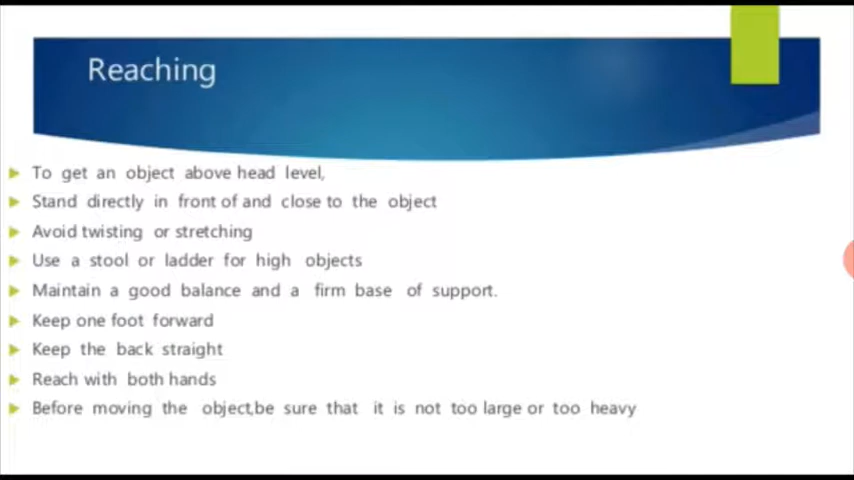 Reaching
To get an object above head level,
Stand directly in front of and close to the object
Avoid twisting or stretching
Use a stool or ladder for high objects
Maintain a good balance and a firm base of support.
Keep one foot forward
Keep the back straight
Reach with both hands
Before moving the object,be sure that it is not too large or too heavy